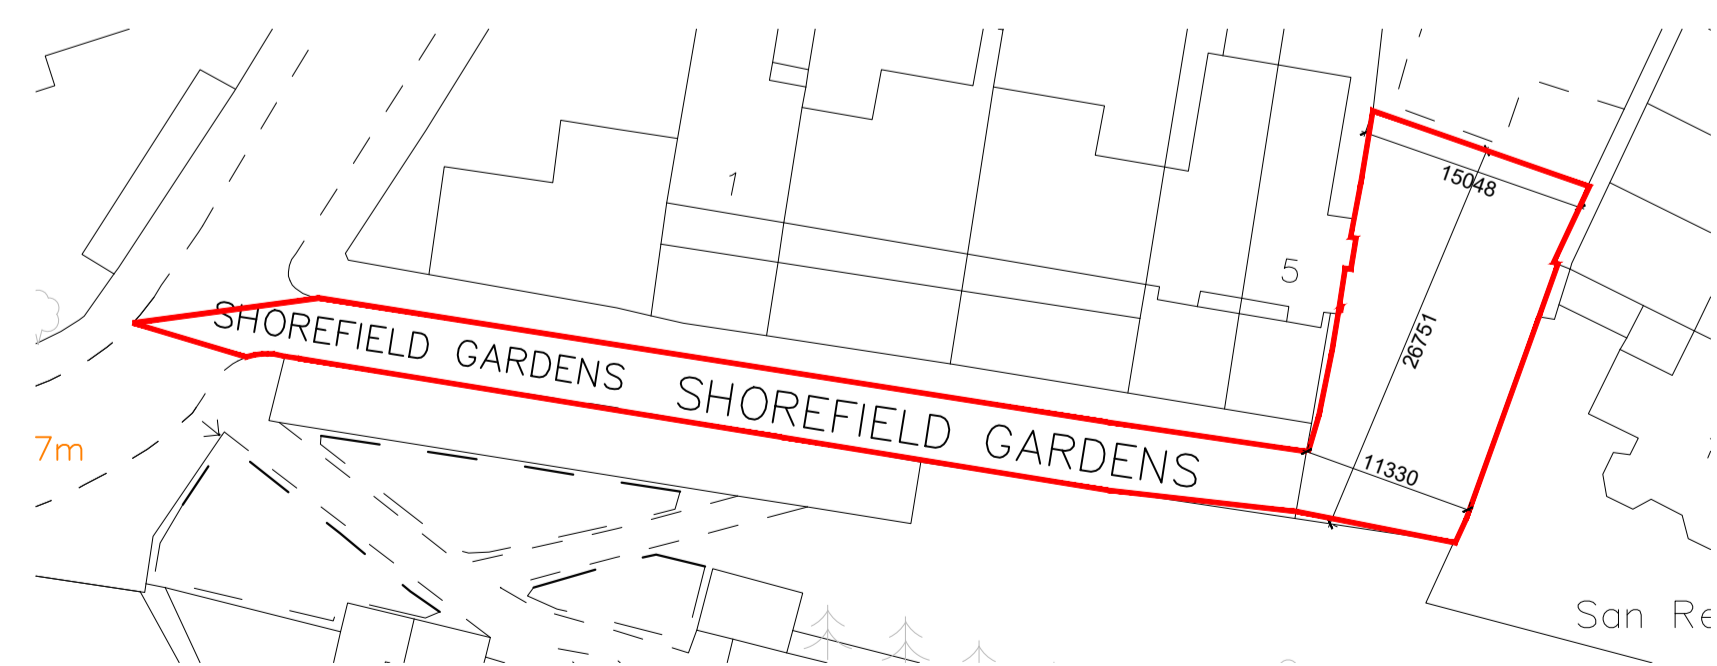 15048
1
5
SHOREFIELD GARDENS
26751
SHOREFIELD GARDENS
7m
11330
San Re